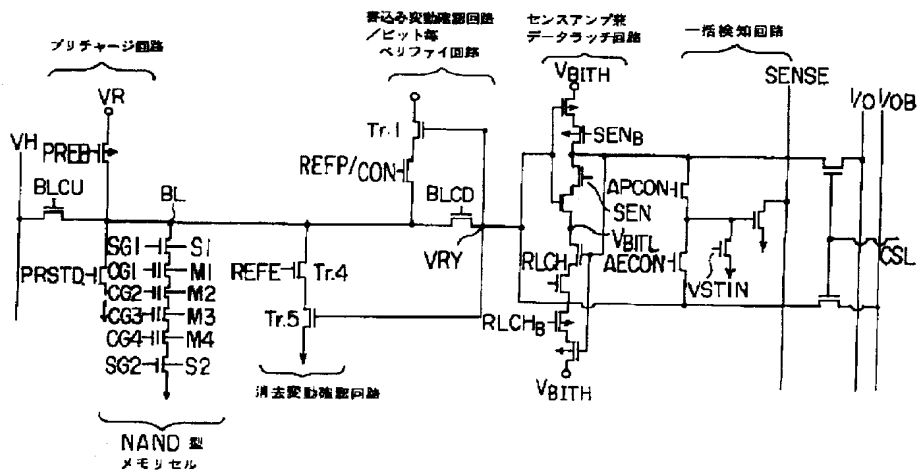 プリチャージ回路
書込み変動確認回路
/ビット毎
ベリファイ回路
センスアンプ兼
データラッチ回路
一括検知回路
VR
VBITH
SENSE
I/O
I/OB
VH
PREB
Tr.1
SENB
REFP/
CON
BLCU
BL
BLCD
APCON
SEN
SG1
S1
VRY
VBITL
PRSTD
CG1
M1
REFE
Tr.4
RLCH
AECON
CSL
CG2
M2
VSTIN
CG3
M3
Tr.5
RLCHB
CG4
M4
SG2
S2
消去変動確認回路
VBITH
NAND型
メモリセル